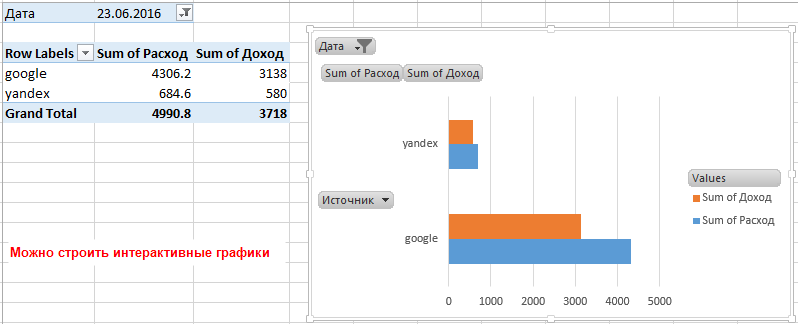 Дата 23.06.2016
Row Labels Sum of Расход Sum of Доход
google 4306.2 3138
yandex 684.6 580
Grand Total 4990.8 3718
Можно строить интерактивные графики
Дата
Sum of Расход Sum of Доход
yandex
Источник
google
0 1000 2000 3000 4000 5000
Values
Sum of Доход
Sum of Расход